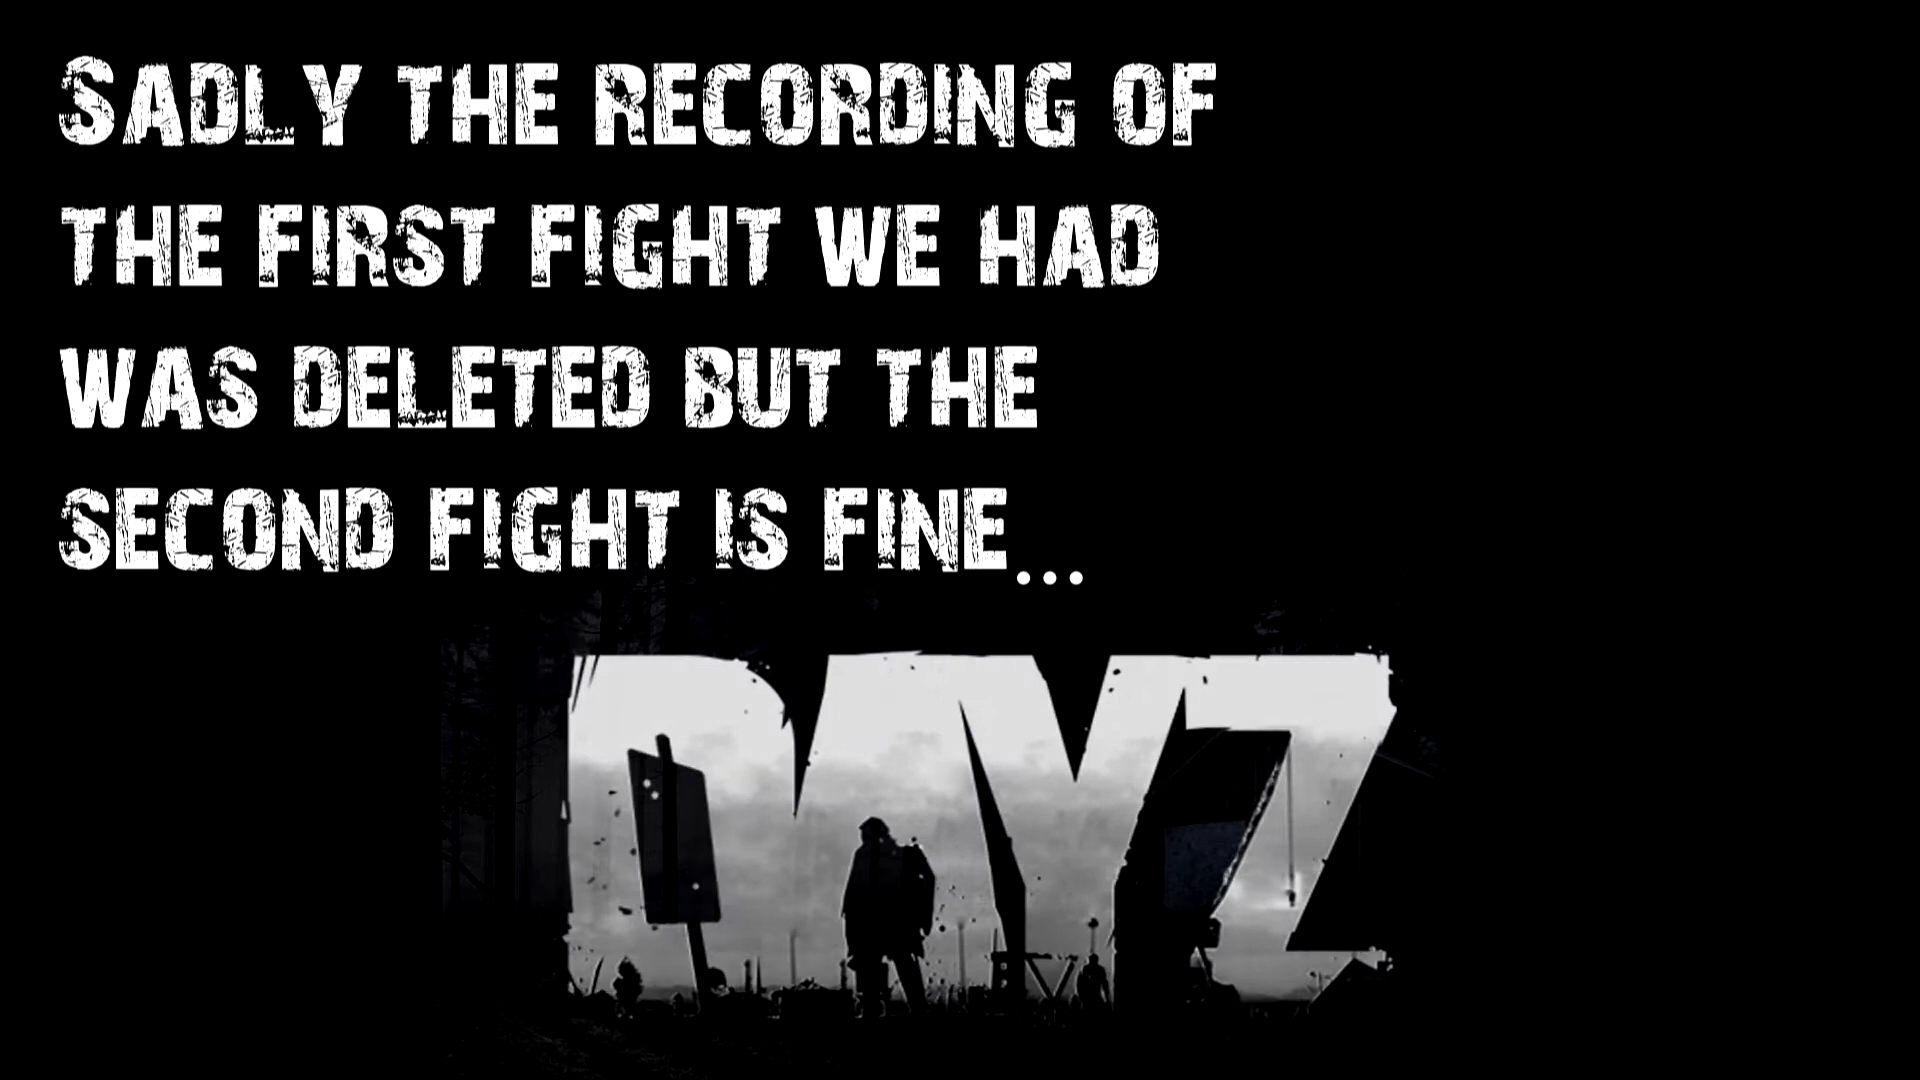 SADLY THE RECORDING OF
THE FIRST FIGHT WE HAD
WAS DELETED BUT THE
SECOND FIGHT IS FINE...
DAYZ